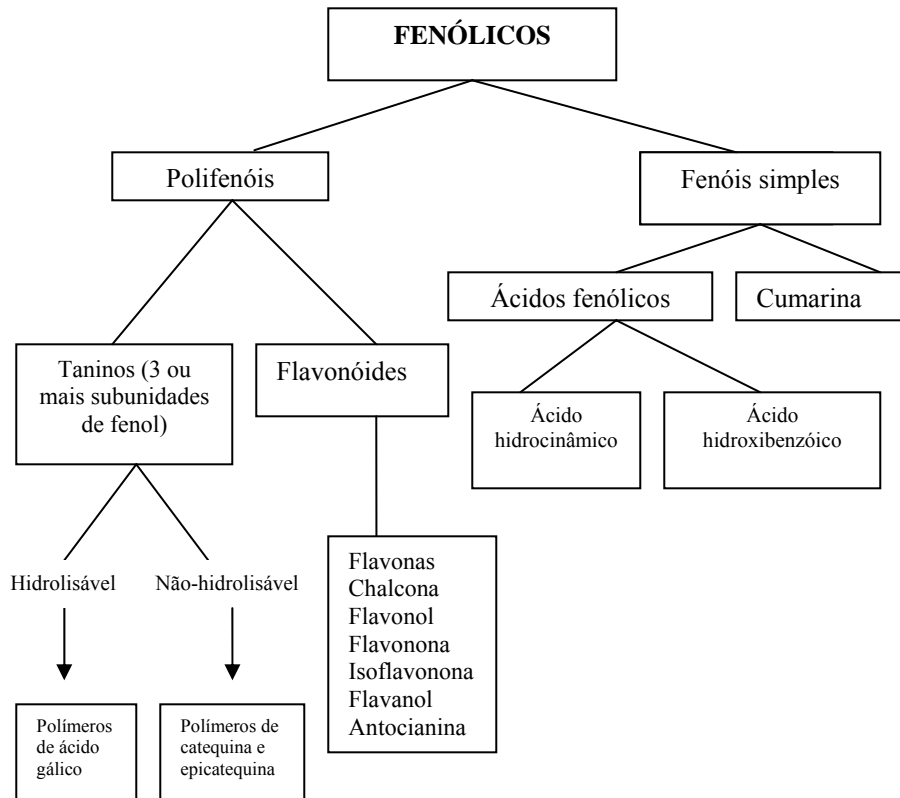 FENÓLICOS
Polifenóis
Fenóis simples
Ácidos fenólicos
Cumarina
Taninos (3 ou
mais subunidades
de fenol)
Flavonóides
Ácido
hidrocinâmico
Ácido
hidroxibenzóico
Hidrolisável
Não-hidrolisável
Flavonas
Chalcona
Flavonol
Flavonona
Isoflavonona
Flavanol
Antocianina
Polímeros
de ácido
gálico
Polímeros de
catequina e
epicatequina